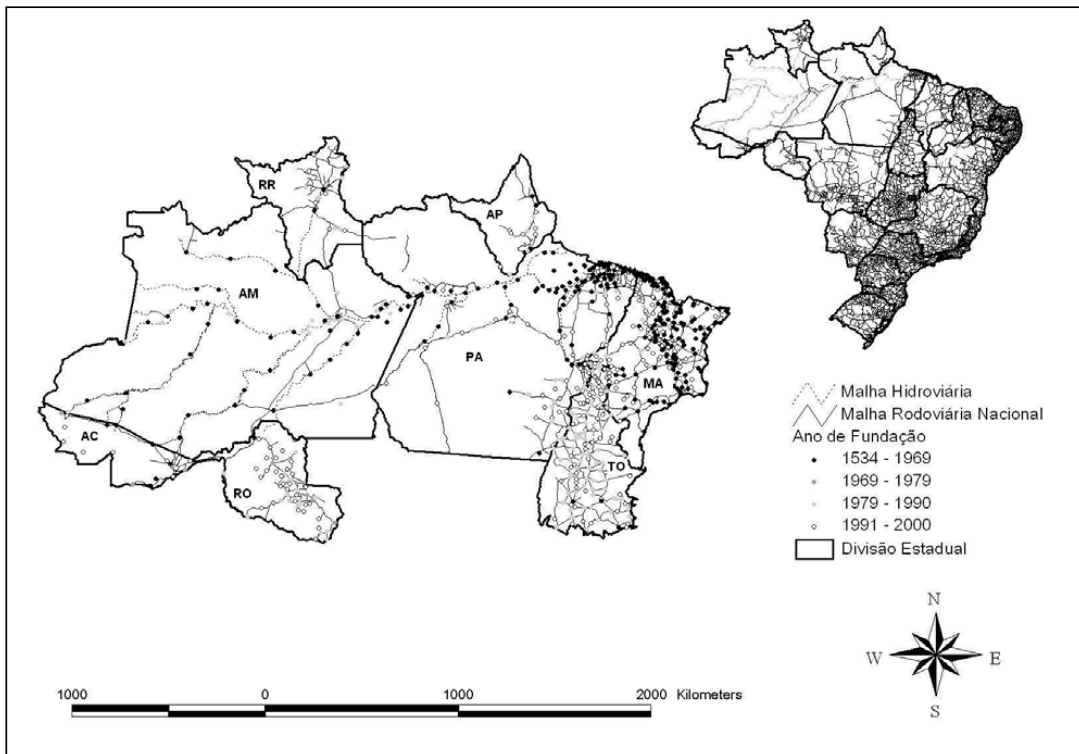 RR
AP
AM
PA
MA
AC
TO
RO
Malha Hidroviária
Malha Rodoviária Nacional
Ano de Fundação
1534 - 1969
1969 - 1979
1979 - 1990
1991 - 2000
Divisão Estadual
N
W E
S
1000 0 1000 2000 Kilometers